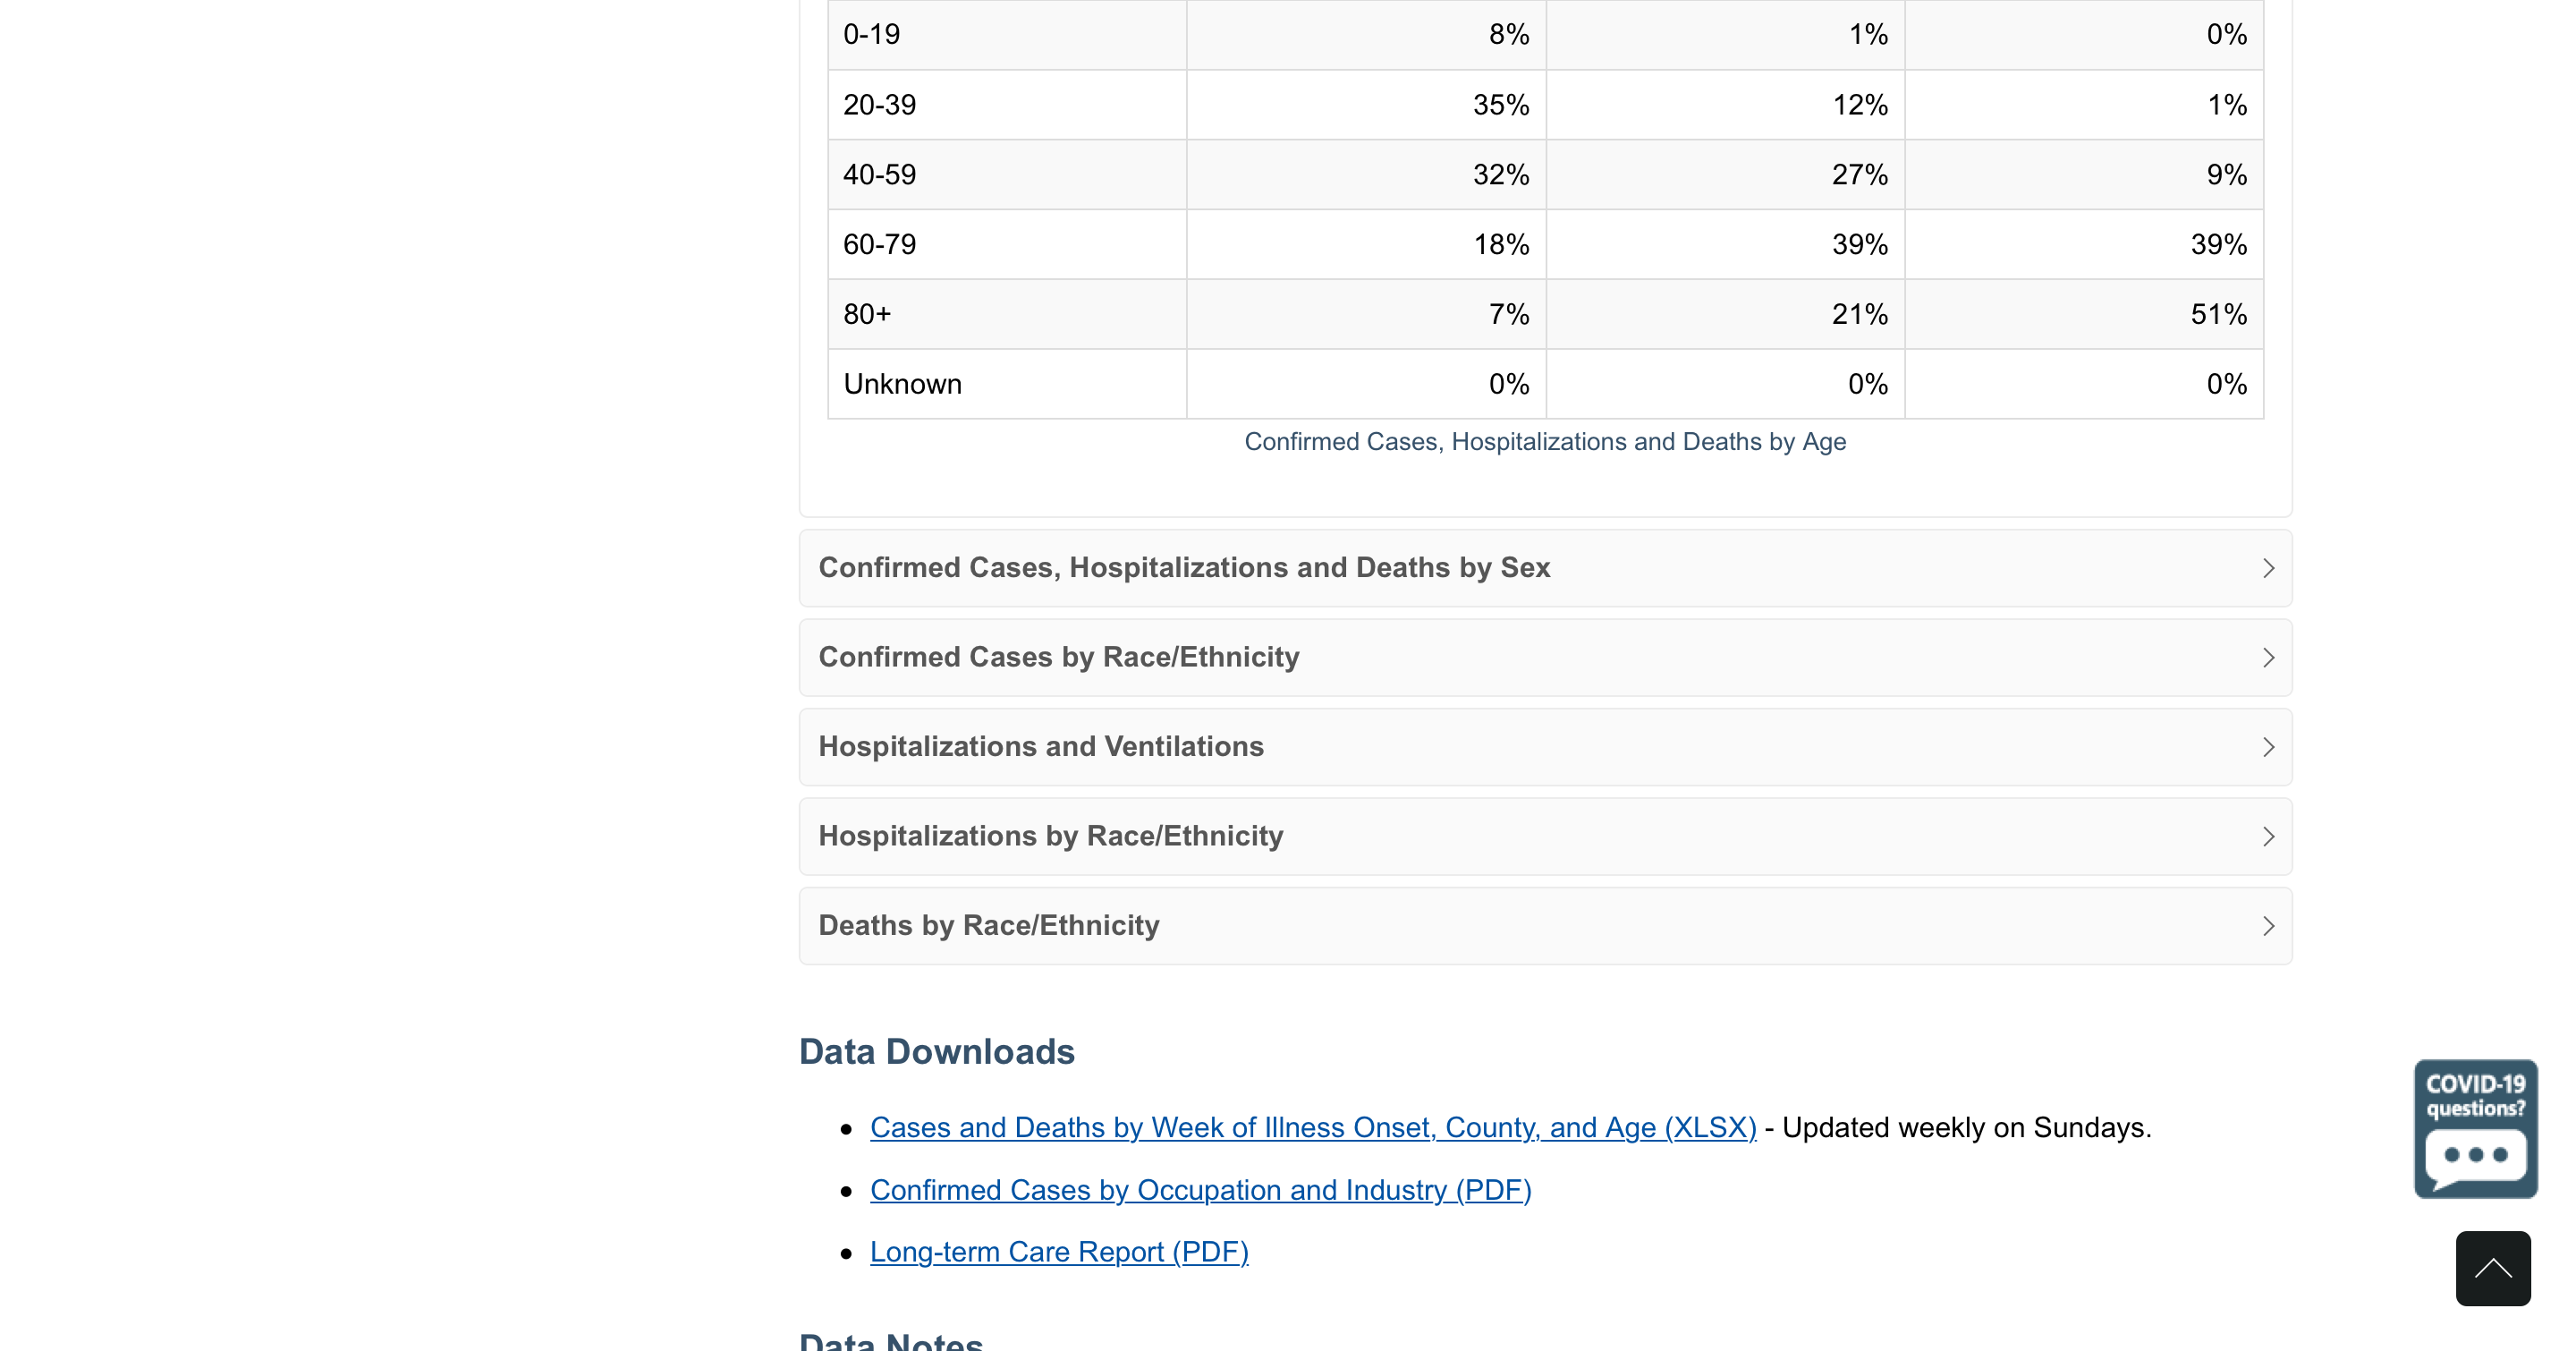 0-19 8% 1% 0%
20-39 35% 12% 1%
40-59 32% 27% 9%
60-79 18% 39% 39%
80+ 7% 21% 51%
Unknown 0% 0% 0%
Confirmed Cases, Hospitalizations and Deaths by Age
Confirmed Cases, Hospitalizations and Deaths by Sex
Confirmed Cases by Race/Ethnicity
Hospitalizations and Ventilations
Hospitalizations by Race/Ethnicity
Deaths by Race/Ethnicity
Data Downloads
Cases and Deaths by Week of Illness Onset, County, and Age (XLSX) - Updated weekly on Sundays.
Confirmed Cases by Occupation and Industry (PDF)
Long-term Care Report (PDF)
COVID-19
questions?
Data Notes